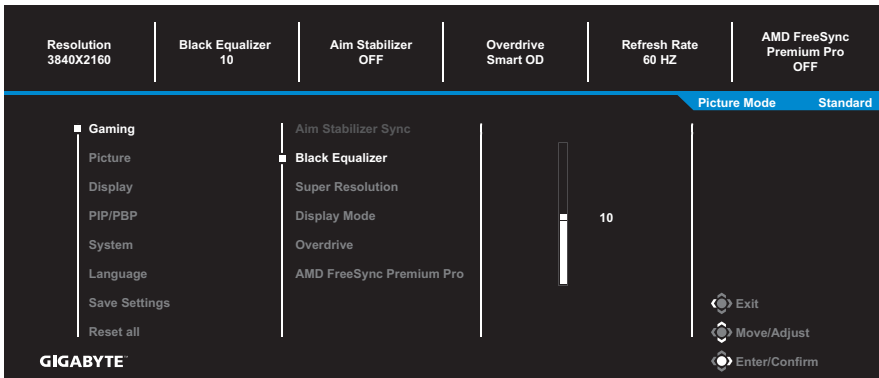 Resolution
3840X2160
Black Equalizer
10
Aim Stabilizer
OFF
Overdrive
Smart OD
Refresh Rate
60 HZ
AMD FreeSync
Premium Pro
OFF
Picture Mode Standard
Gaming
Picture
Display
PIP/PBP
System
Language
Save Settings
Reset all
Aim Stabilizer Sync
Black Equalizer
Super Resolution
Display Mode
Overdrive
AMD FreeSync Premium Pro
10
Exit
Move/Adjust
Enter/Confirm
GIGABYTE™